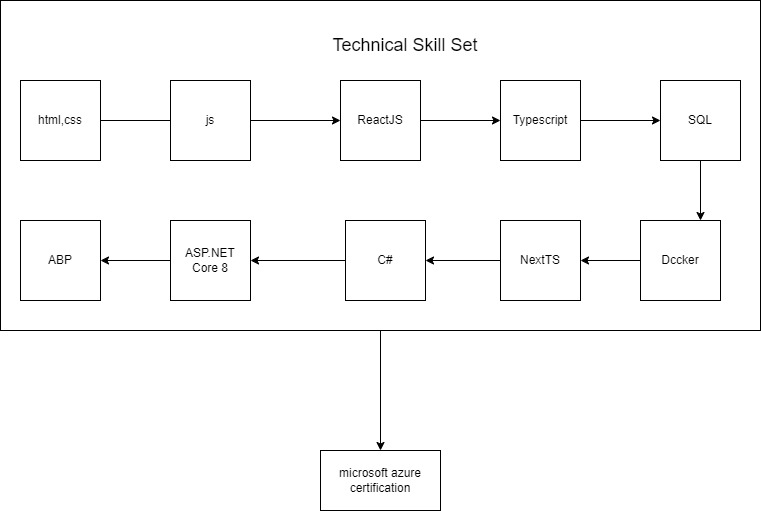 Technical Skill Set
html,css
js
ReactJS
Typescript
SQL
ABP
ASP.NET
Core 8
C#
NextTS
Dccker
microsoft azure
certification